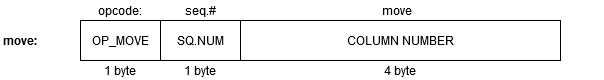 opcode: seq.# move
move: OP_MOVE SQ.NUM COLUMN NUMBER
1 byte 1 byte 4 byte